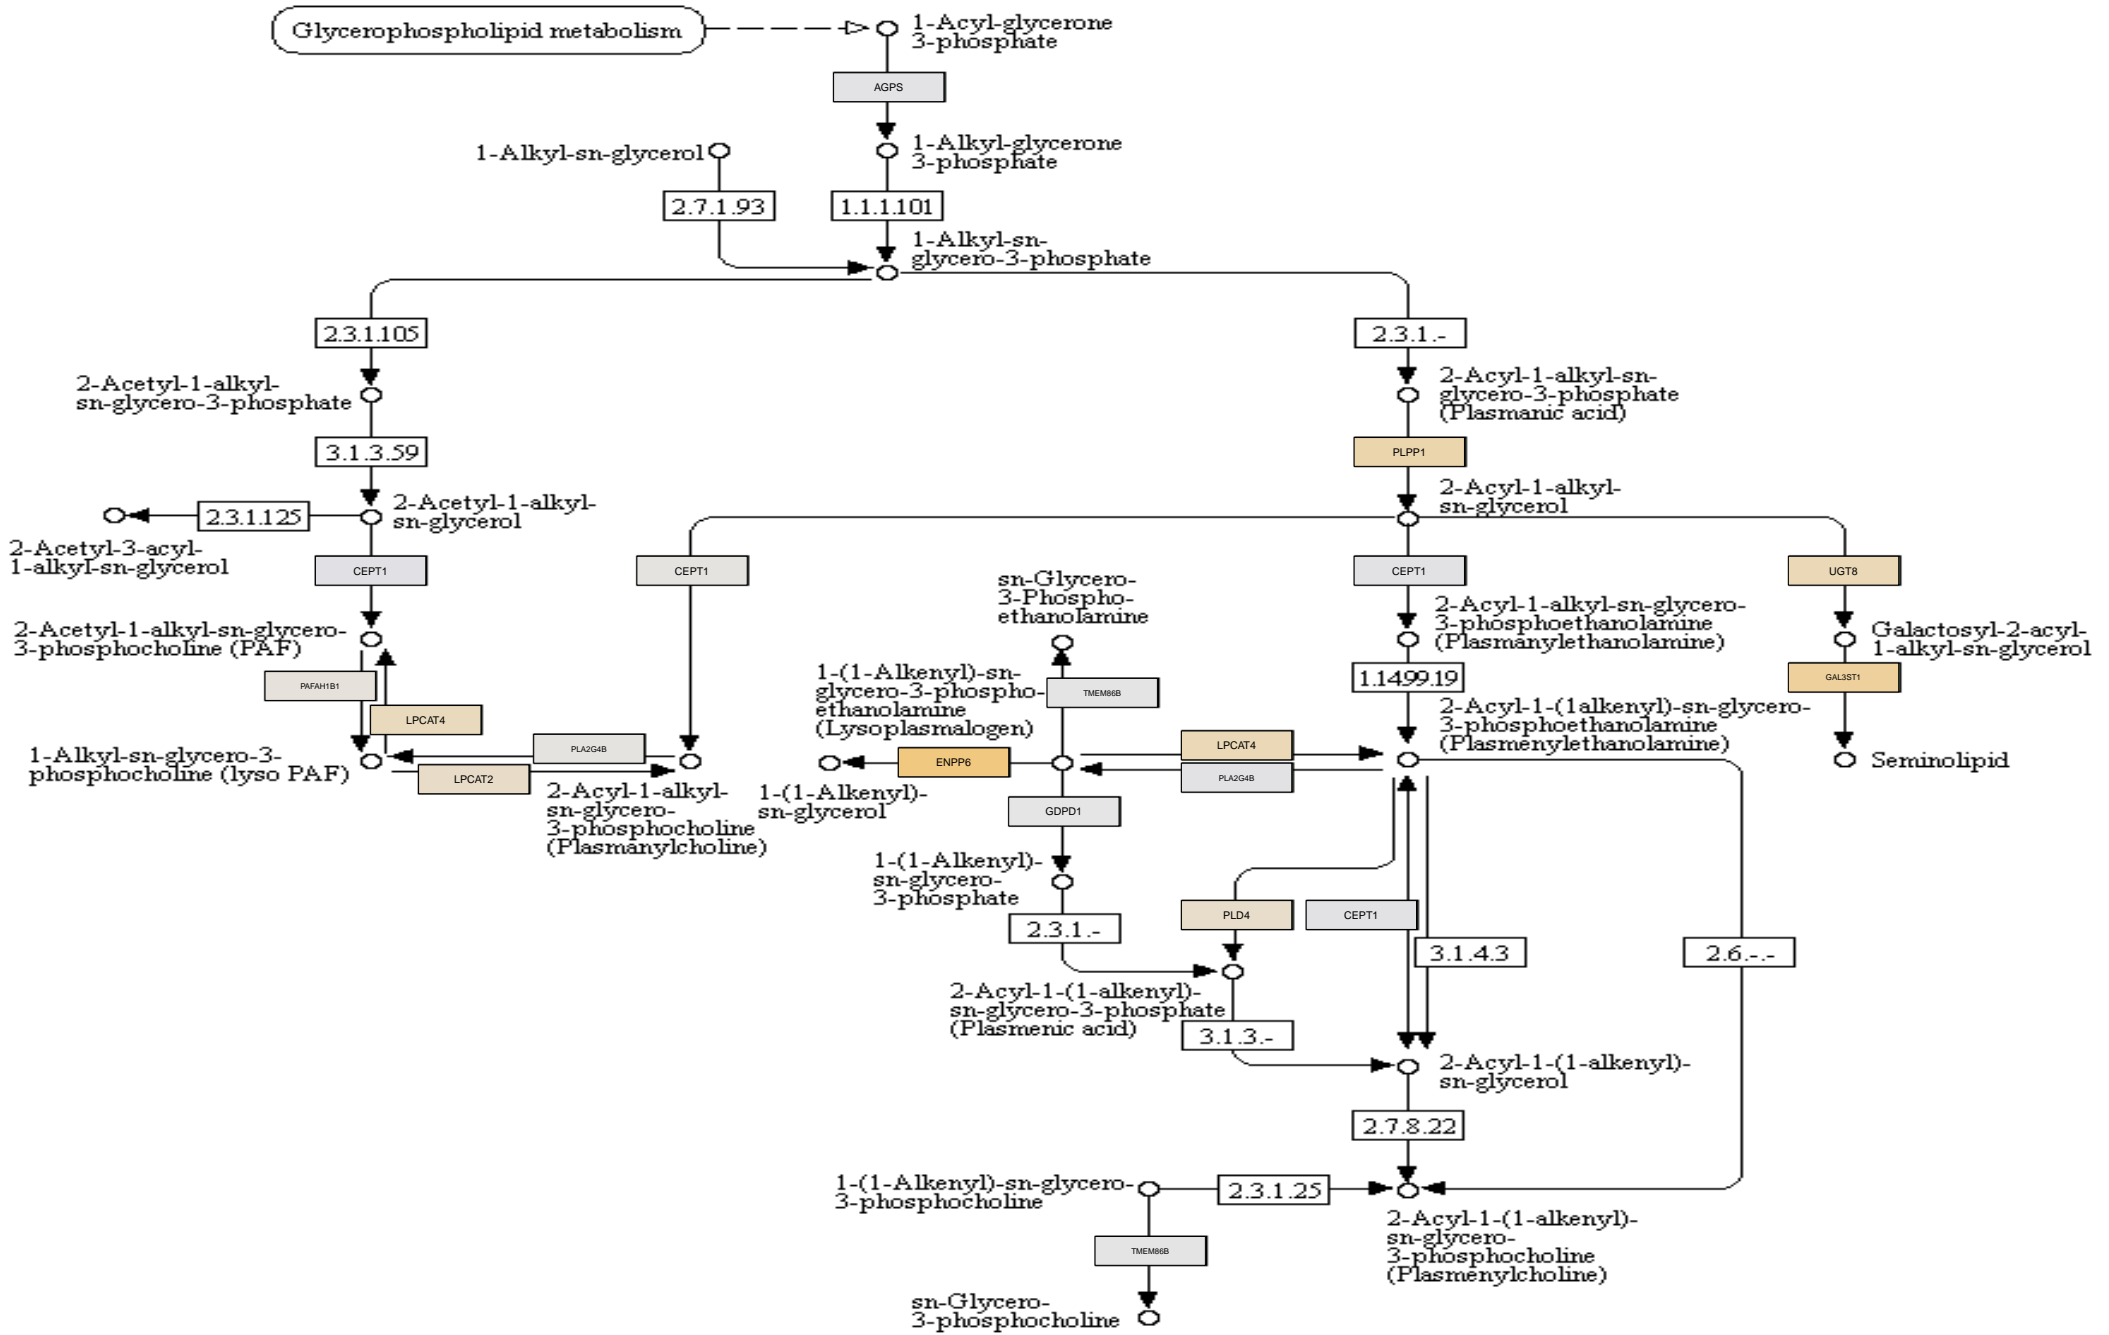 Glycerophospholipid metabolism
1-Acyl-glycerone
3-phosphate
AGPS
1-Alkyl-sn-glycerol
1-Alkyl-glycerone
3-phosphate
2.7.1.93
1.1.1.101
1-Alkyl-sn-
glycero-3-phosphate
2.3.1.105
2.3.1.-
2-Acetyl-1-alkyl-
sn-glycero-3-phosphate
2-Acyl-1-alkyl-sn-
glycero-3-phosphate
(Plasmanic acid)
3.1.3.59
PLPP1
2-Acyl-1-alkyl-
sn-glycerol
2.3.1.125
2-Acetyl-1-alkyl-
sn-glycerol
2-Acetyl-3-acyl-
1-alkyl-sn-glycerol
CEPT1
CEPT1
CEPT1
UGT8
sn-Glycero-
3-Phospho-
ethanolamine
2-Acetyl-1-alkyl-sn-glycero-
3-phosphocholine (PAF)
2-Acyl-1-alkyl-sn-glycero-
3-phosphoethanolamine
(Plasmanylethanolamine)
Galactosyl-2-acyl-
1-alkyl-sn-glycerol
PAFAH1B1
1-(1-Alkenyl)-sn-
glycero-3-phospho-
ethanolamine
(Lysoplasmalogen)
TMEM86B
1.14.99.19
GAL3ST1
LPCAT4
2-Acyl-1-(1alkenyl)-sn-glycero-
3-phosphoethanolamine
(Plasmenylethanolamine)
PLA2G4B
LPCAT4
1-Alkyl-sn-glycero-3-
phosphocholine (lyso PAF)
LPCAT2
ENPP6
PLA2G4B
Seminolipid
2-Acyl-1-alkyl-
sn-glycero-
3-phosphocholine
(Plasmanylcholine)
1-(1-Alkenyl)-
sn-glycerol
GDPD1
1-(1-Alkenyl)-
sn-glycero-
3-phosphate
PLD4
CEPT1
2.3.1.-
3.1.4.3
2.6.-.-
2-Acyl-1-(1-alkenyl)-
sn-glycero-3-phosphate
(Plasmenic acid)
3.1.3.-
2-Acyl-1-(1-alkenyl)-
sn-glycerol
2.7.8.22
1-(1-Alkenyl)-sn-glycero-
3-phosphocholine
2.3.1.25
2-Acyl-1-(1-alkenyl)-
sn-glycero-
3-phosphocholine
(Plasmenylcholine)
TMEM86B
sn-Glycero-
3-phosphocholine